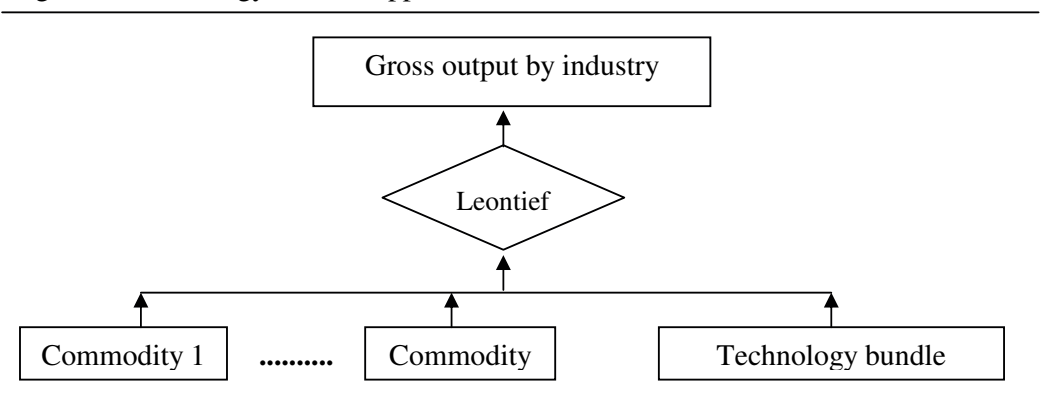 Gross output by industry
Leontief
Commodity 1 .......... Commodity Technology bundle